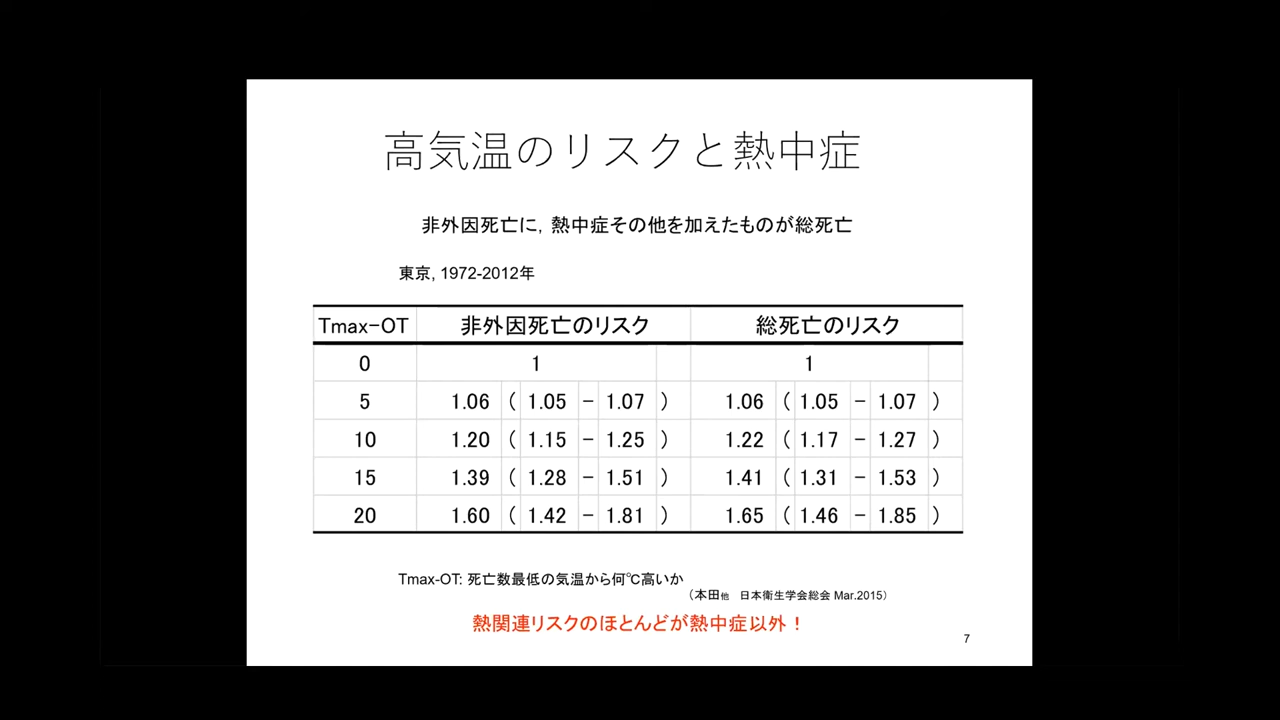 高気温のリスクと熱中症
非外因死亡に, 熱中症その他を加えたものが総死亡
東京, 1972-2012年
Tmax-OT 非外因死亡のリスク 総死亡のリスク
0 1 1
5 1.06 ( 1.05 - 1.07 ) 1.06 ( 1.05 - 1.07 )
10 1.20 ( 1.15 - 1.25 ) 1.22 ( 1.17 - 1.27 )
15 1.39 ( 1.28 - 1.51 ) 1.41 ( 1.31 - 1.53 )
20 1.60 ( 1.42 - 1.81 ) 1.65 ( 1.46 - 1.85 )
Tmax-OT: 死亡数最低の気温から何℃高いか
(本田他 日本衛生学会総会 Mar.2015)
熱関連リスクのほとんどが熱中症以外!
7